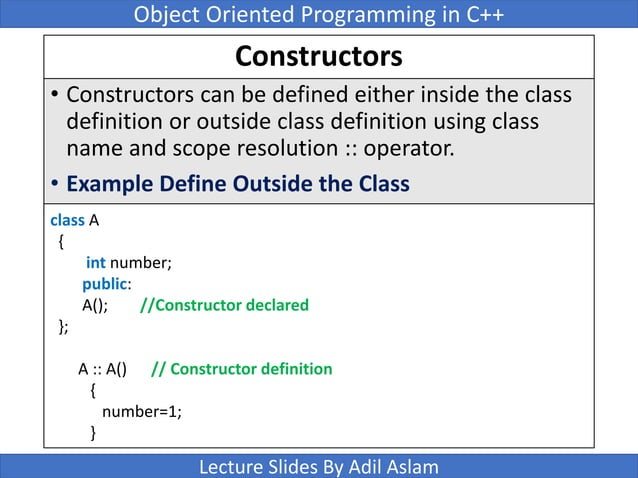 Object Oriented Programming in C++
Constructors
• Constructors can be defined either inside the class
definition or outside class definition using class
name and scope resolution :: operator.
• Example Define Outside the Class
class A
{
int number;
public:
A(); //Constructor declared
};
A :: A() // Constructor definition
{
number=1;
}
Lecture Slides By Adil Aslam